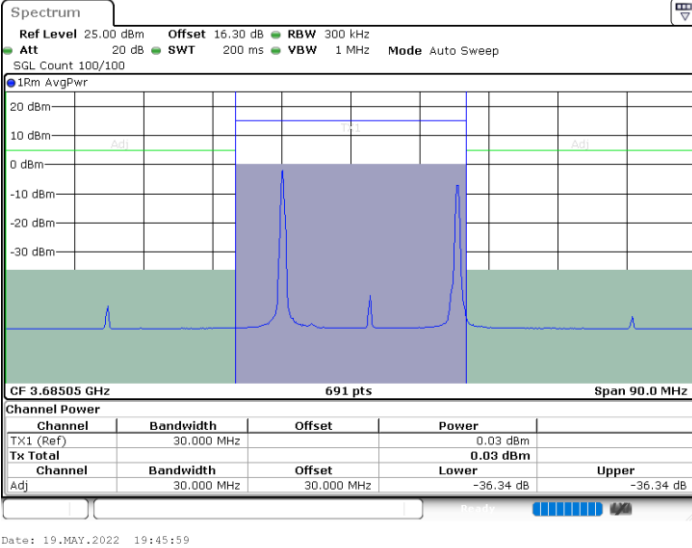 Spectrum
Ref Level 25.00 dBm Offset 16.30 dB RBW 300 kHz
Att 20 dB SWT 200 ms VBW 1 MHz Mode Auto Sweep
SGL Count 100/100
1Rm AvgPwr
20 dBm
TX1
10 dBm
Adj Adj
0 dBm
-10 dBm
-20 dBm
-30 dBm
CF 3.68505 GHz 691 pts Span 90.0 MHz
Channel Power
Channel Bandwidth Offset Power
TX1 (Ref) 30.000 MHz 0.03 dBm
Tx Total 0.03 dBm
Channel Bandwidth Offset Lower Upper
Adj 30.000 MHz 30.000 MHz -36.34 dB -36.34 dB
Ready
Date: 19.MAY.2022 19:45:59